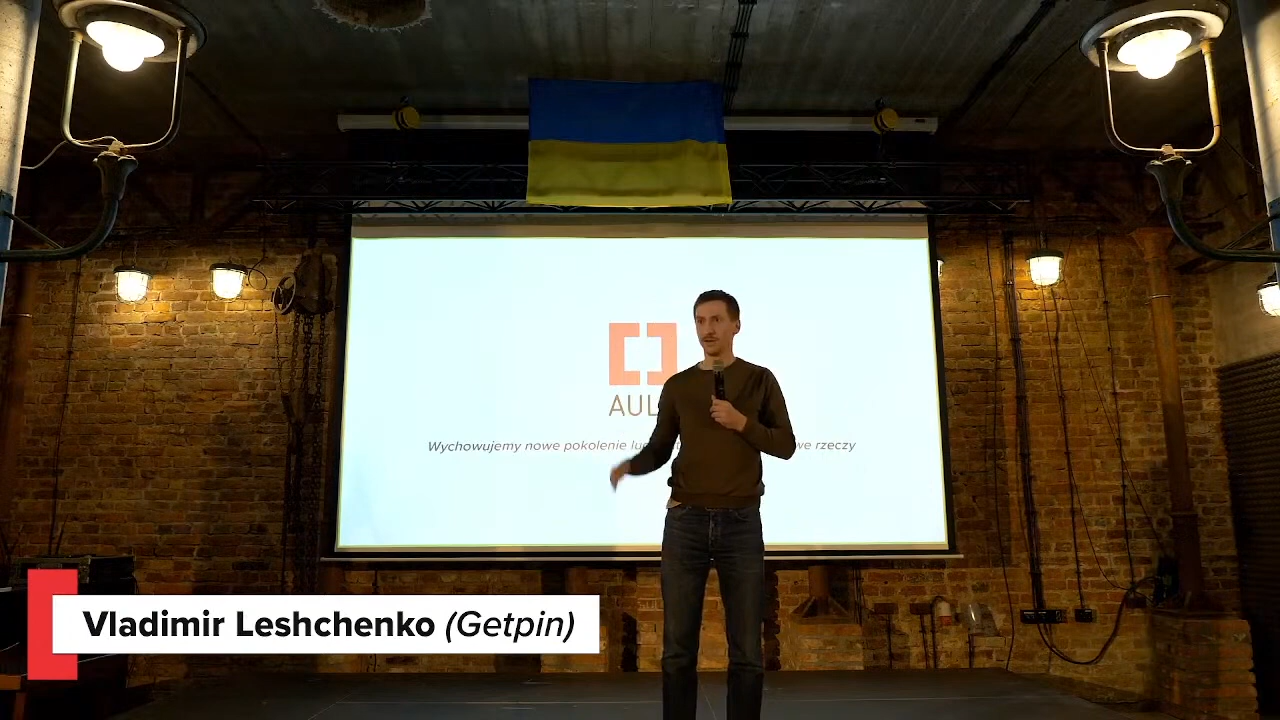 AUL
Wychowujemy nowe pokolenie rzeczy
Vladimir Leshchenko (Getpin)